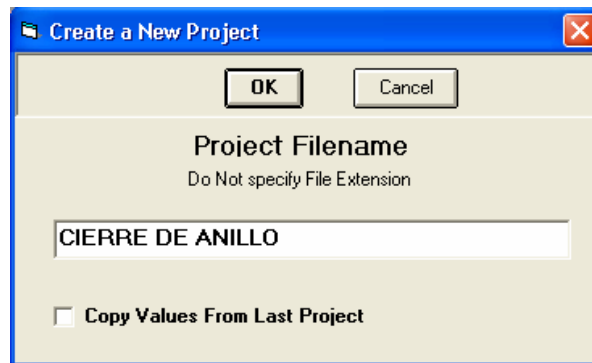 Create a New Project
OK Cancel
Project Filename
Do Not specify File Extension
CIERRE DE ANILLO
Copy Values From Last Project